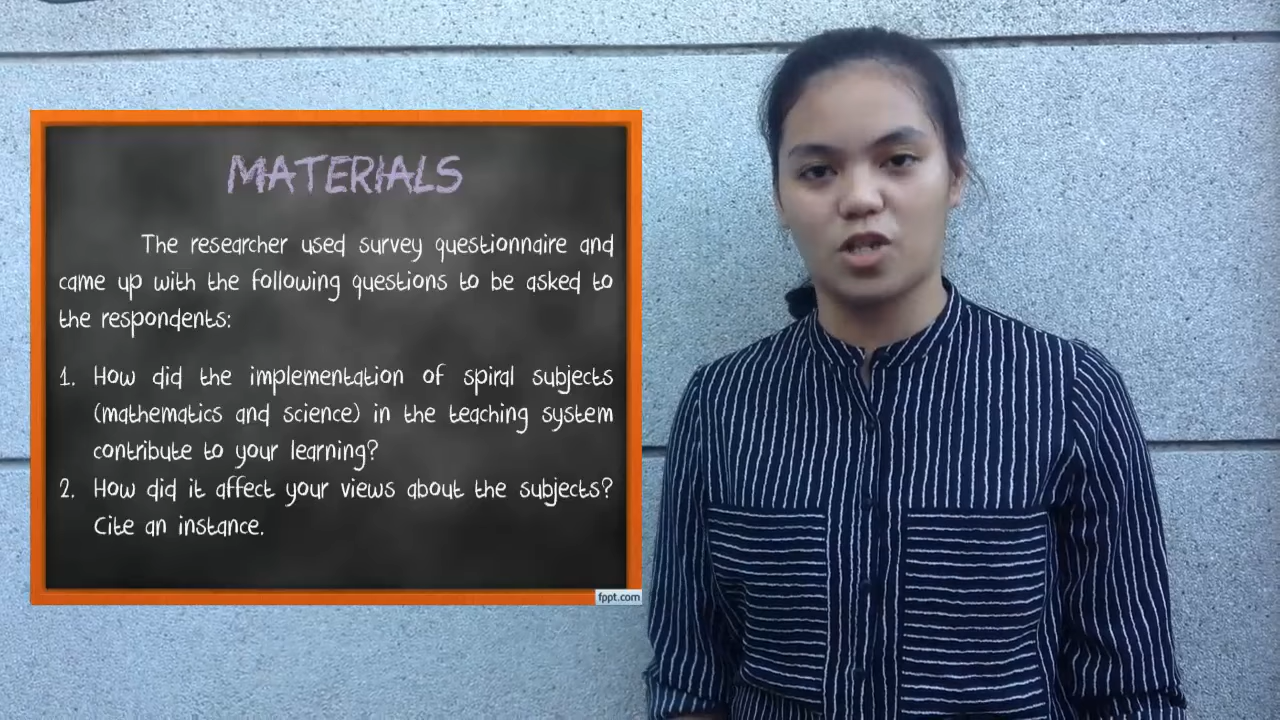 MATERIALS
The researcher used survey questionnaire and
came up with the following questions to be asked to
the respondents:
1. How did the implementation of spiral subjects
(mathematics and science) in the teaching system
contribute to your learning?
2. How did it affect your views about the subjects?
Cite an instance.
fppt.com